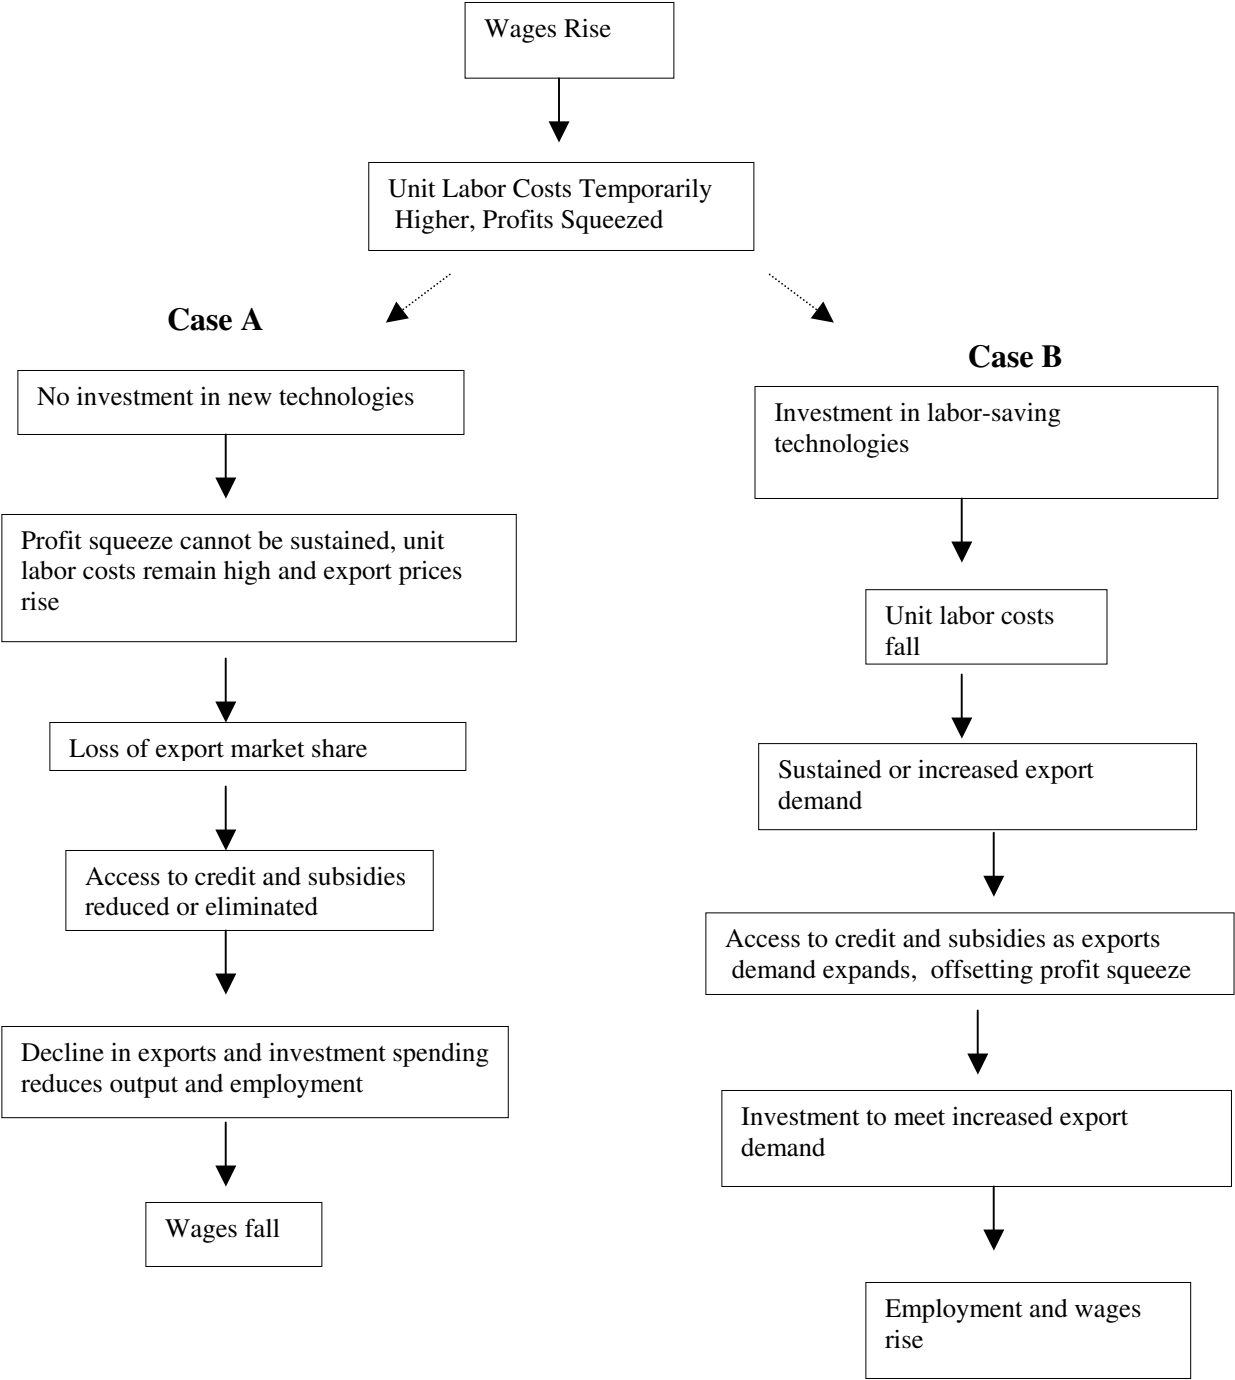 Wages Rise
Unit Labor Costs Temporarily
Higher, Profits Squeezed
Case A
No investment in new technologies
Profit squeeze cannot be sustained, unit
labor costs remain high and export prices
rise
Loss of export market share
Access to credit and subsidies
reduced or eliminated
Decline in exports and investment spending
reduces output and employment
Wages fall
Case B
Investment in labor-saving
technologies
Unit labor costs
fall
Sustained or increased export
demand
Access to credit and subsidies as exports
demand expands, offsetting profit squeeze
Investment to meet increased export
demand
Employment and wages
rise